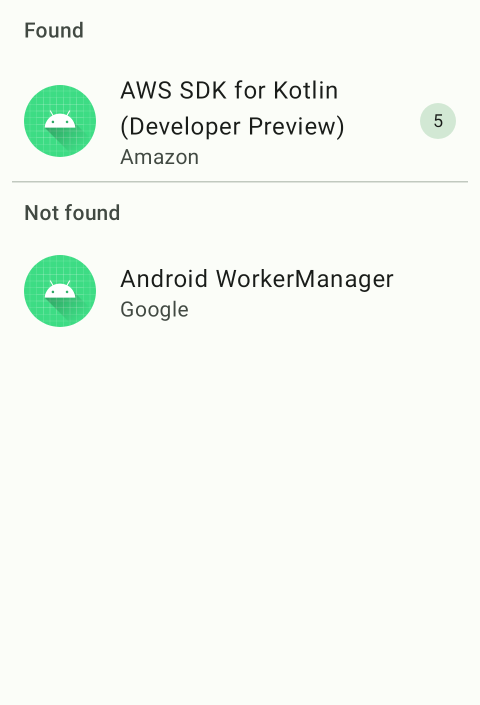 Found
AWS SDK for Kotlin
(Developer Preview)
5
Amazon
Not found
Android WorkerManager
Google